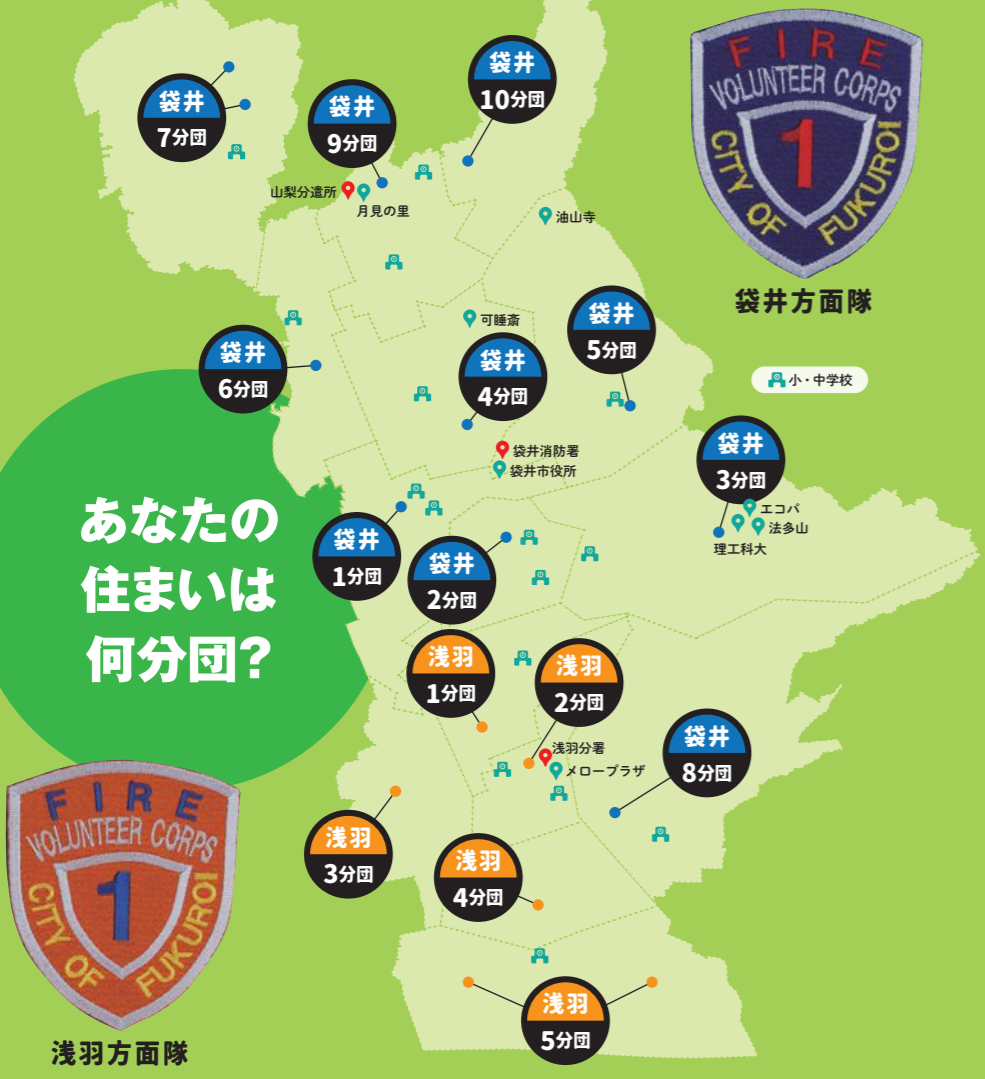 袋井
7分団
袋井
9分団
袋井
10分団
FIRE
VOLUNTEER CORPS
1
CITY OF FUKUROI
袋井方面隊
山梨分遣所
月見の里
油山寺
可睡斎
袋井
6分団
袋井
4分団
袋井
5分団
小・中学校
袋井消防署
袋井市役所
袋井
3分団
エコパ
法多山
理工科大
あなたの
住まいは
何分団?
袋井
1分団
袋井
2分団
浅羽
1分団
浅羽
2分団
浅羽分署
メロープラザ
袋井
8分団
浅羽
3分団
浅羽
4分団
浅羽
5分団
FIRE
VOLUNTEER CORPS
1
CITY OF FUKUROI
浅羽方面隊